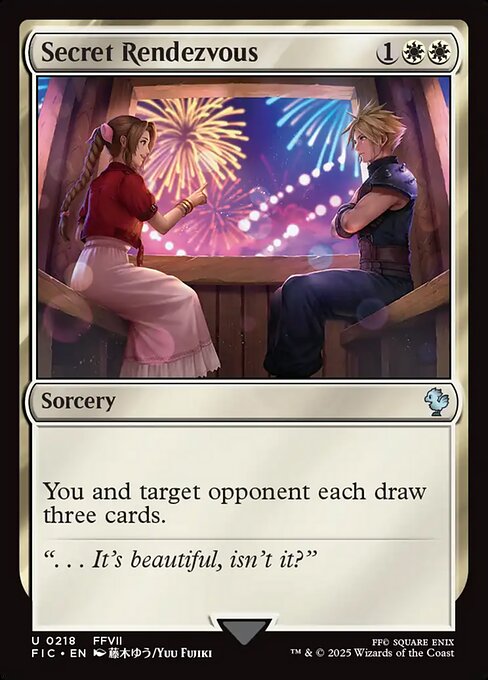 Secret Rendezvous 1
Sorcery
You and target opponent each draw
three cards.
“. . . It’s beautiful, isn’t it?”
U 0218 FFVII
FIC • EN 藤木ゆう/Yuu Fujiki
FF© SQUARE ENIX
™ & © 2025 Wizards of the Coast